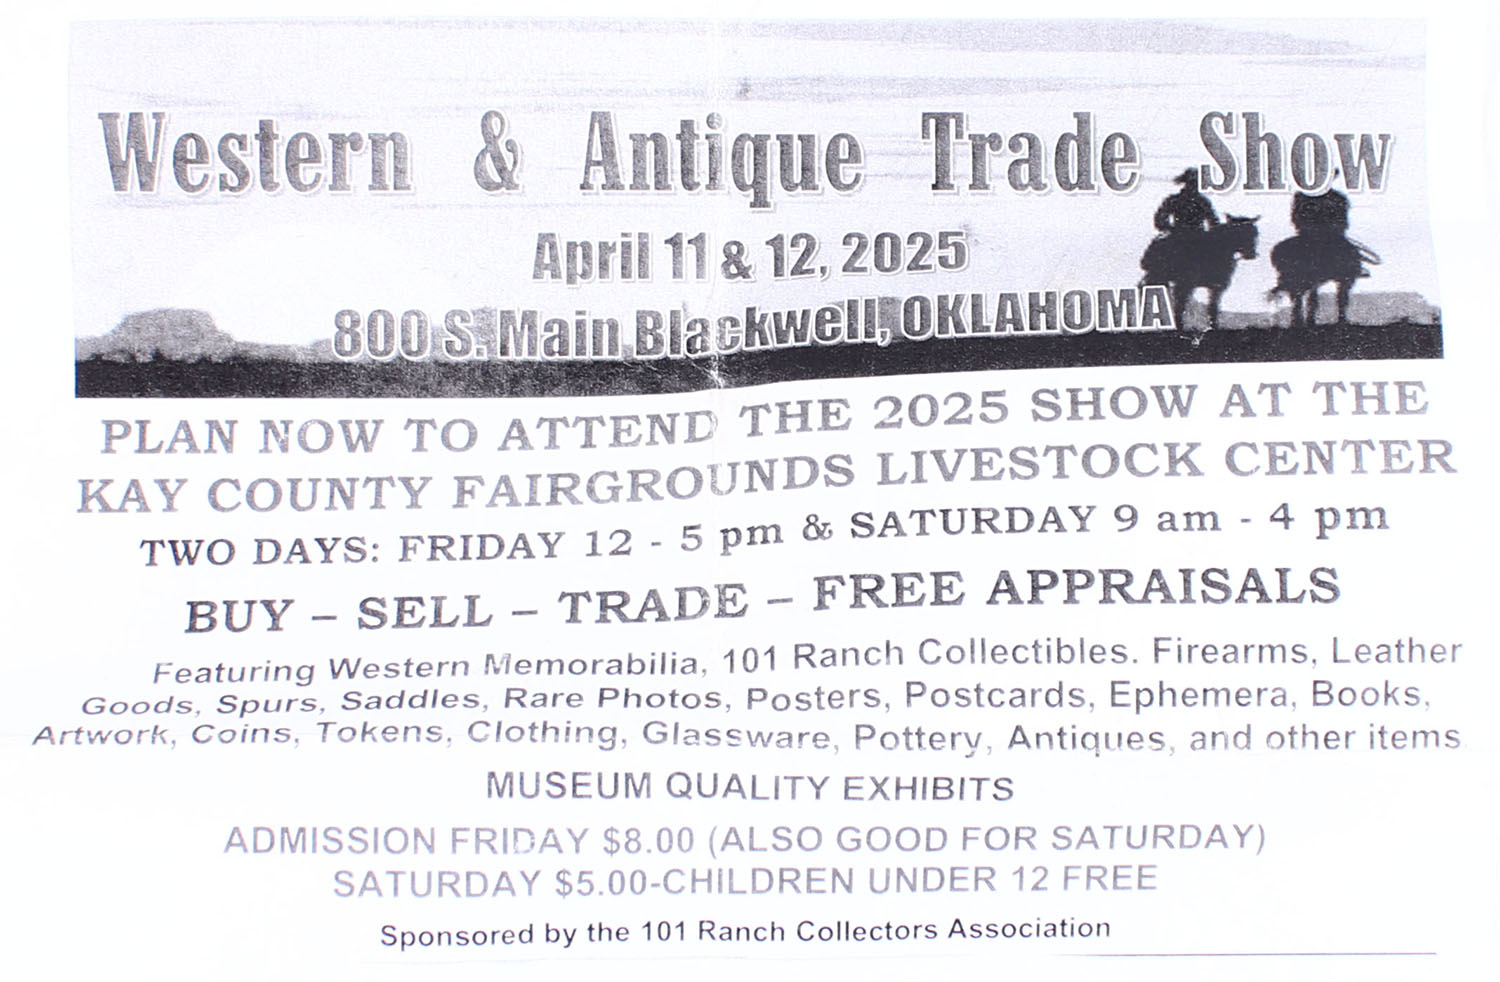 Western & Antique Trade Show
April 11 & 12, 2025
800 S. Main Blackwell, OKLAHOMA
PLAN NOW TO ATTEND THE 2025 SHOW AT THE
KAY COUNTY FAIRGROUNDS LIVESTOCK CENTER
TWO DAYS: FRIDAY 12 - 5 pm & SATURDAY 9 am - 4 pm
BUY – SELL – TRADE – FREE APPRAISALS
Featuring Western Memorabilia, 101 Ranch Collectibles. Firearms, Leather
Goods, Spurs, Saddles, Rare Photos, Posters, Postcards, Ephemera, Books,
Artwork, Coins, Tokens, Clothing, Glassware, Pottery, Antiques, and other items
MUSEUM QUALITY EXHIBITS
ADMISSION FRIDAY $8.00 (ALSO GOOD FOR SATURDAY)
SATURDAY $5.00-CHILDREN UNDER 12 FREE
Sponsored by the 101 Ranch Collectors Association